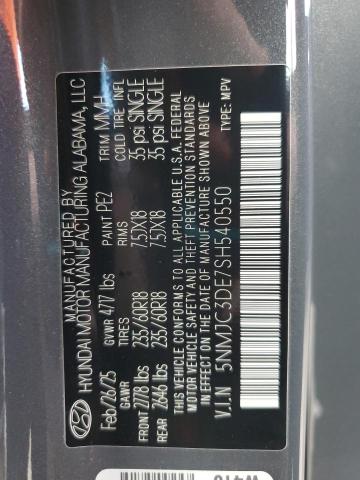 MANUFACTURED BY
HYUNDAI MOTOR MANUFACTURING ALABAMA, LLC
Feb/26/25 GVWR 4717 lbs PAINT PE2 TRIM MMH
GAWR TIRES RIMS COLD TIRE INFL
FRONT 2778 lbs 235/60R18 7.5JX18 35 psi SINGLE
REAR 2646 lbs 235/60R18 7.5JX18 35 psi SINGLE
THIS VEHICLE CONFORMS TO ALL APPLICABLE U.S.A. FEDERAL
MOTOR VEHICLE SAFETY AND THEFT PREVENTION STANDARDS
IN EFFECT ON THE DATE OF MANUFACTURE SHOWN ABOVE
V.I.N 5NMJC3DE7SH540550 TYPE: MPV